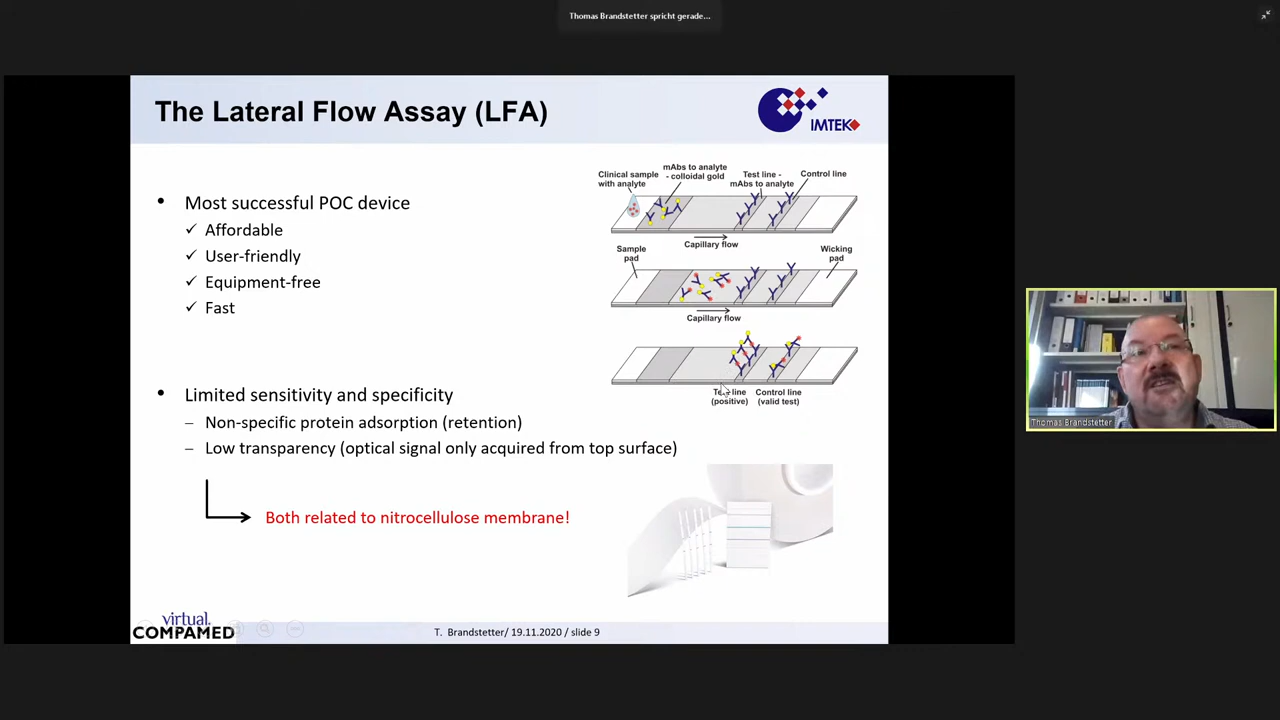 Thomas Brandstetter spricht gerade...
The Lateral Flow Assay (LFA)
IMTEK
• Most successful POC device
✓ Affordable
✓ User-friendly
✓ Equipment-free
✓ Fast
• Limited sensitivity and specificity
– Non-specific protein adsorption (retention)
– Low transparency (optical signal only acquired from top surface)
Both related to nitrocellulose membrane!
Clinical sample
with analyte
mAbs to analyte
- colloidal gold
Test line -
mAbs to analyte
Control line
Capillary flow
Sample
pad
Wicking
pad
Capillary flow
Test line
(positive)
Control line
(valid test)
Thomas Brandstetter
virtual.
COMPAMED
T. Brandstetter/ 19.11.2020 / slide 9